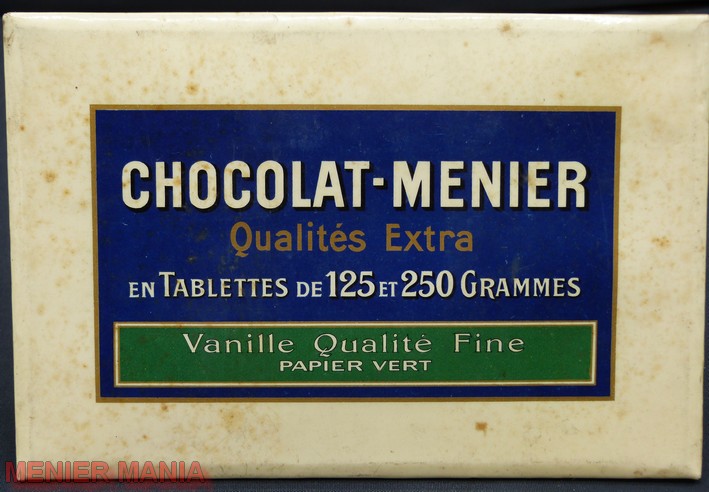 CHOCOLAT-MENIER
Qualités Extra
EN TABLETTES DE 125 ET 250 GRAMMES
Vanille Qualité Fine
PAPIER VERT
MENIER MANIA